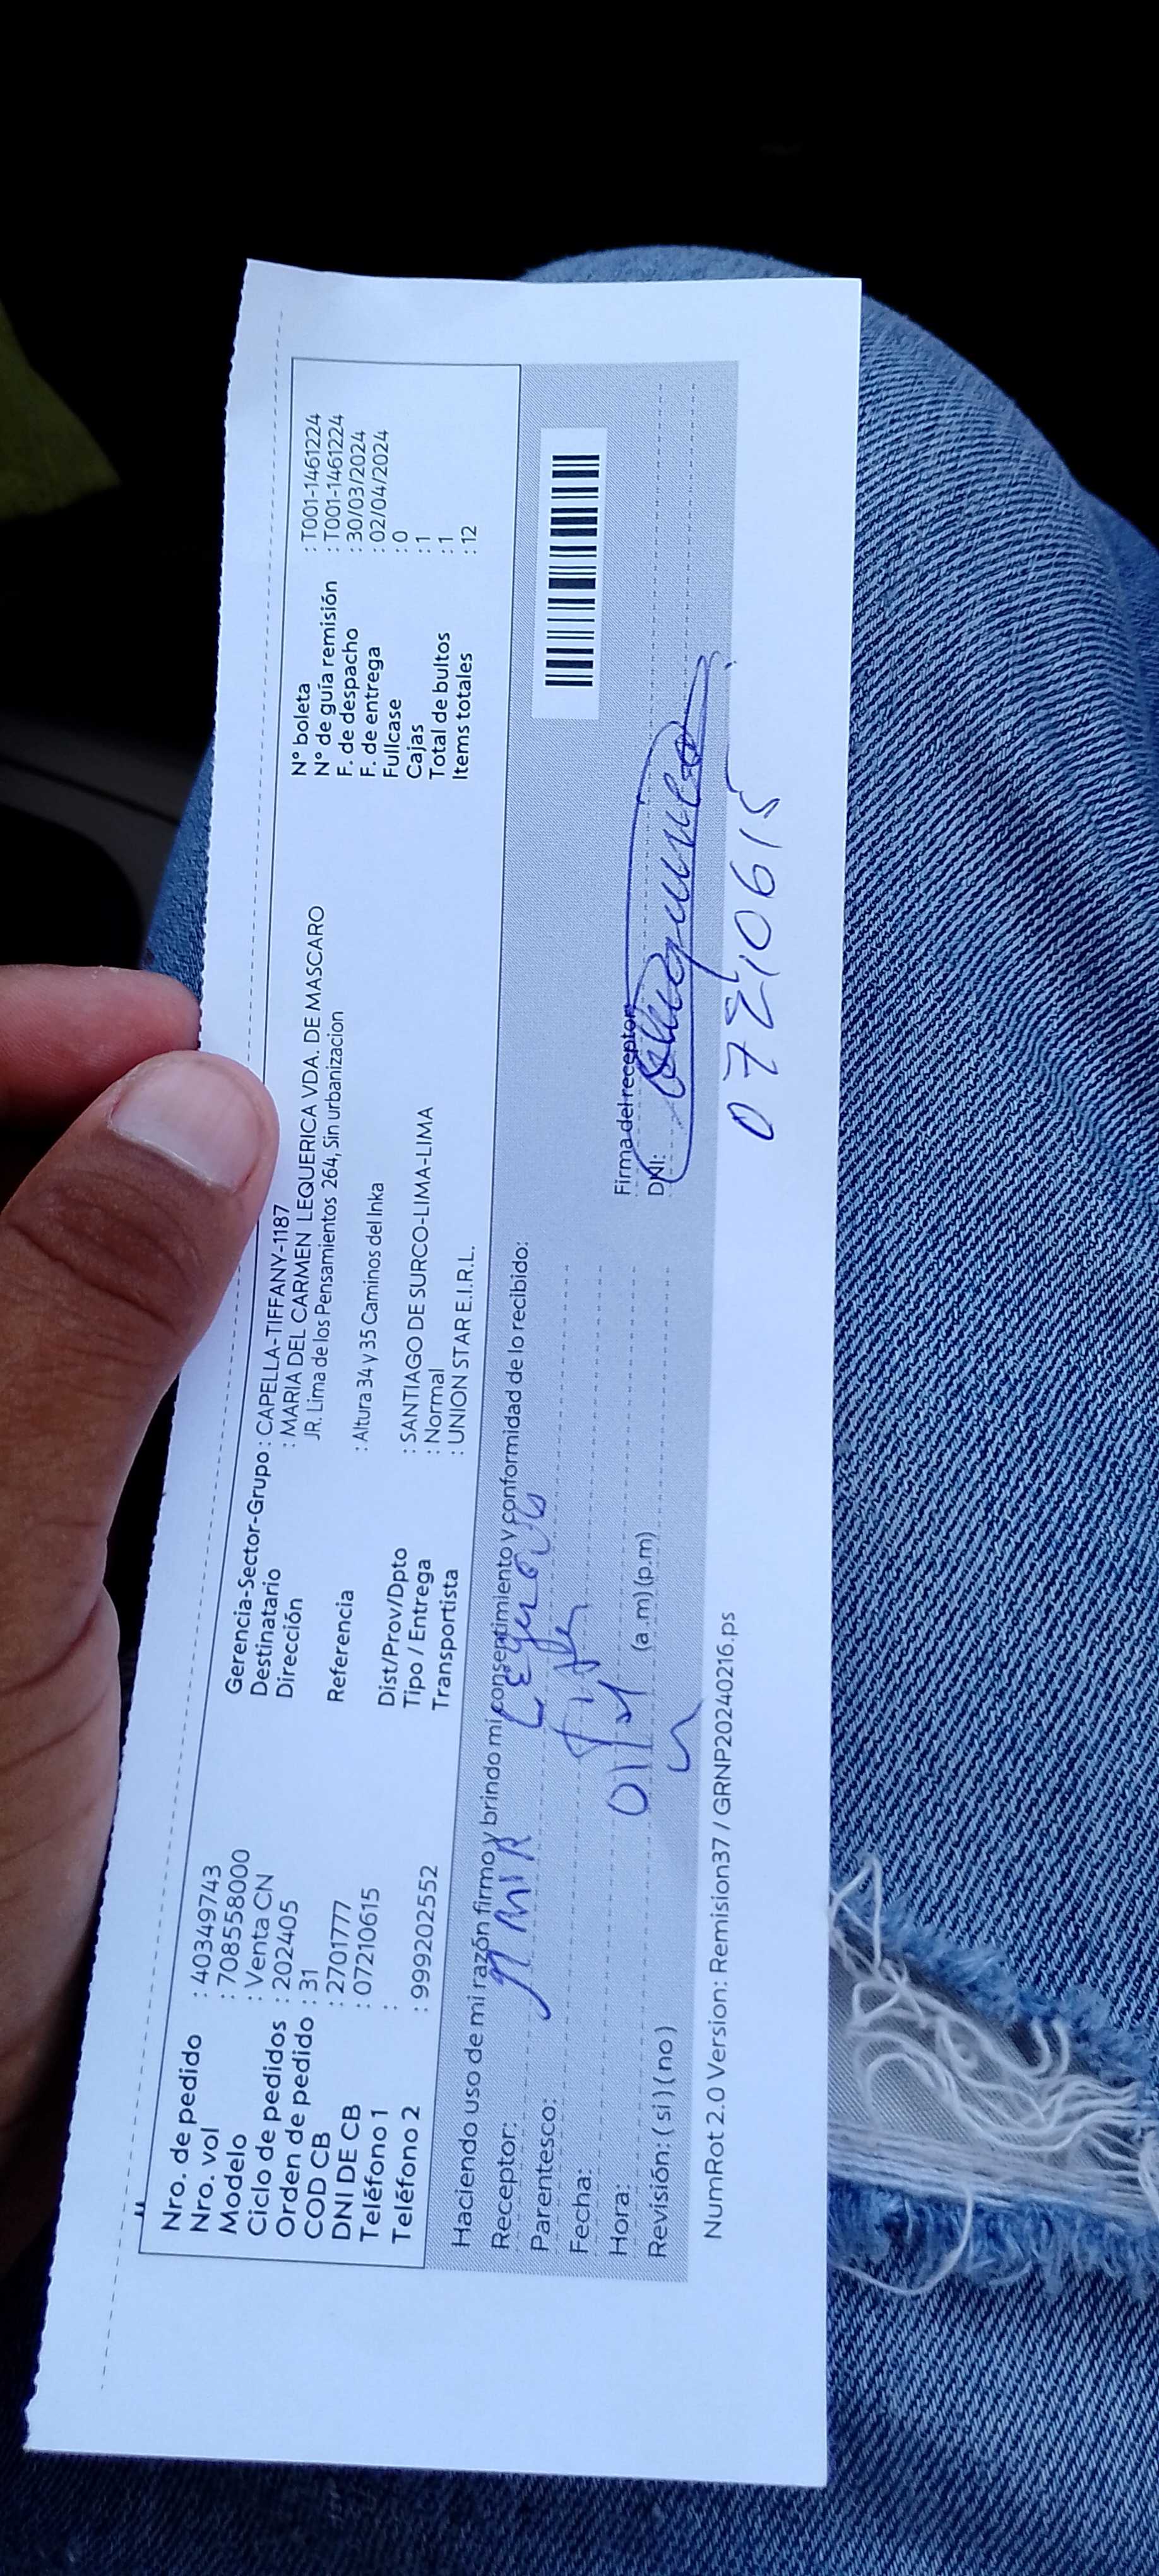 Nro. de pedido : 40349743
Nro. vol : 708558000
Modelo : Venta CN
Ciclo de pedidos : 202405
Orden de pedido : 31
COD CB : 2701777
DNI DE CB : 07210615
Teléfono 1 :
Teléfono 2 : 999202552
Gerencia-Sector-Grupo : CAPELLA-TIFFANY-1187
Destinatario : MARIA DEL CARMEN LEQUERICA VDA. DE MASCARO
Dirección JR. Lima de los Pensamientos 264, Sin urbanizacion
Referencia : Altura 34 y 35 Caminos del Inka
Dist/Prov/Dpto : SANTIAGO DE SURCO-LIMA-LIMA
Tipo / Entrega : Normal
Transportista : UNION STAR E.I.R.L.
N° boleta : T001-1461224
N° de guía remisión : T001-1461224
F. de despacho : 30/03/2024
F. de entrega : 02/04/2024
Fullcase : 0
Cajas : 1
Total de bultos : 1
Items totales : 12
Haciendo uso de mi razón firmo y brindo mi consentimiento y conformidad de lo recibido:
Receptor:
Parentesco:
Fecha:
Hora: (a.m) (p.m)
Revisión: ( si ) ( no )
Firma del receptor:
DNI:
07210615
NumRot 2.0 Version: Remision37 / GRNP20240216.ps